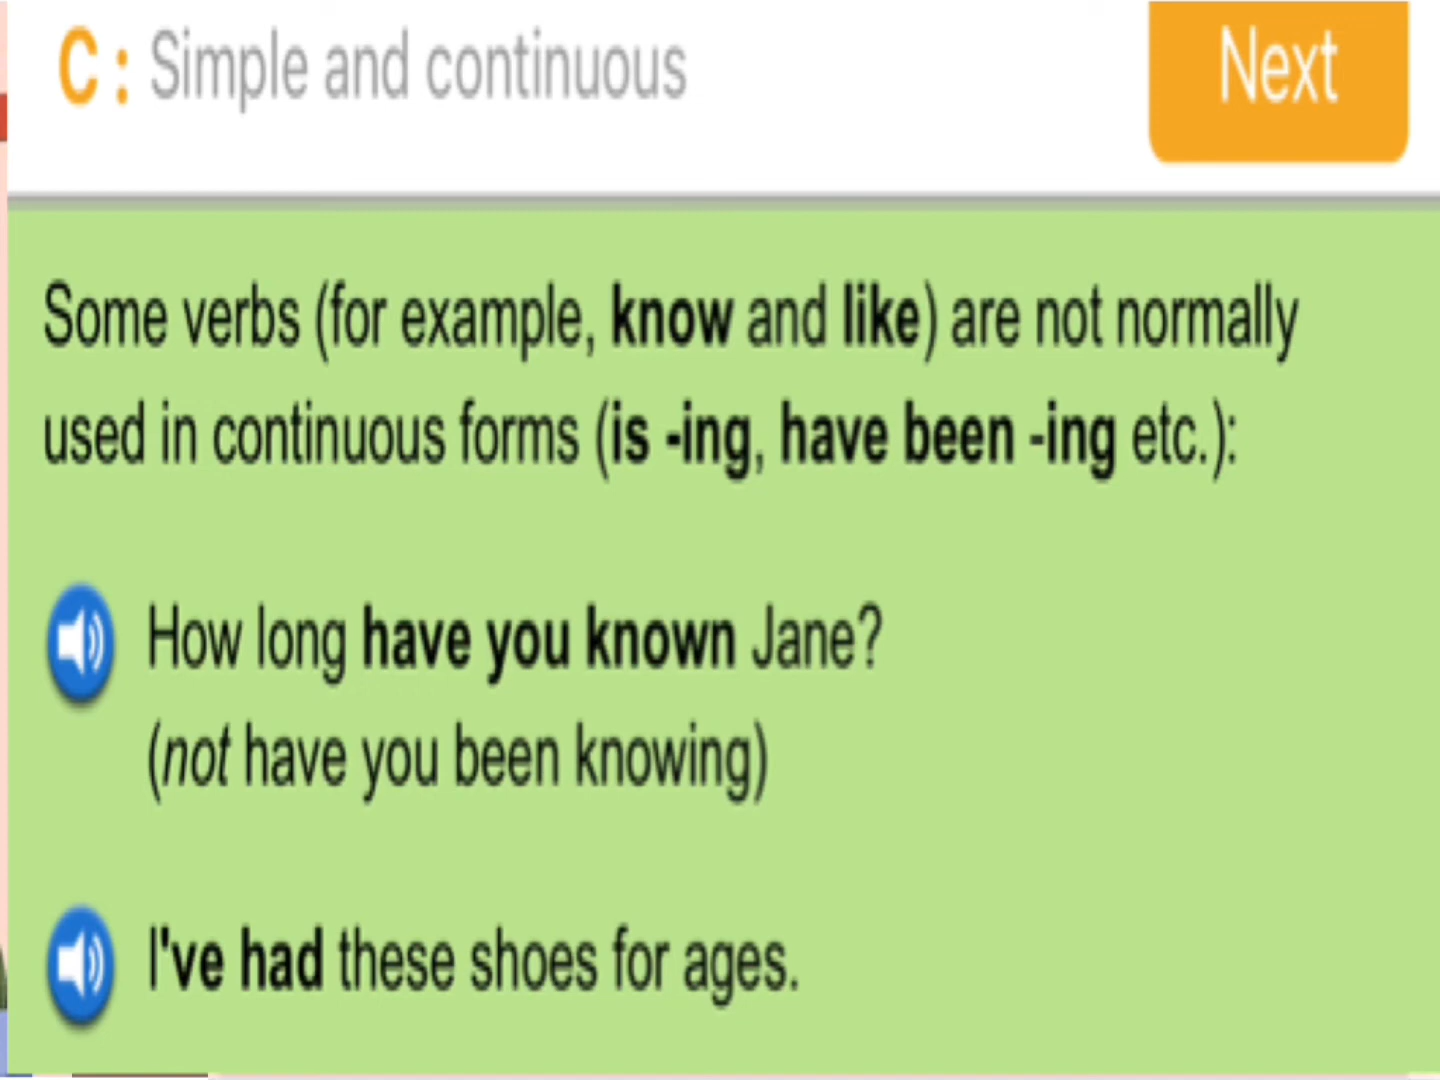 C : Simple and continuous
Next
Some verbs (for example, know and like) are not normally
used in continuous forms (is -ing, have been -ing etc.):
How long have you known Jane?
(not have you been knowing)
I've had these shoes for ages.